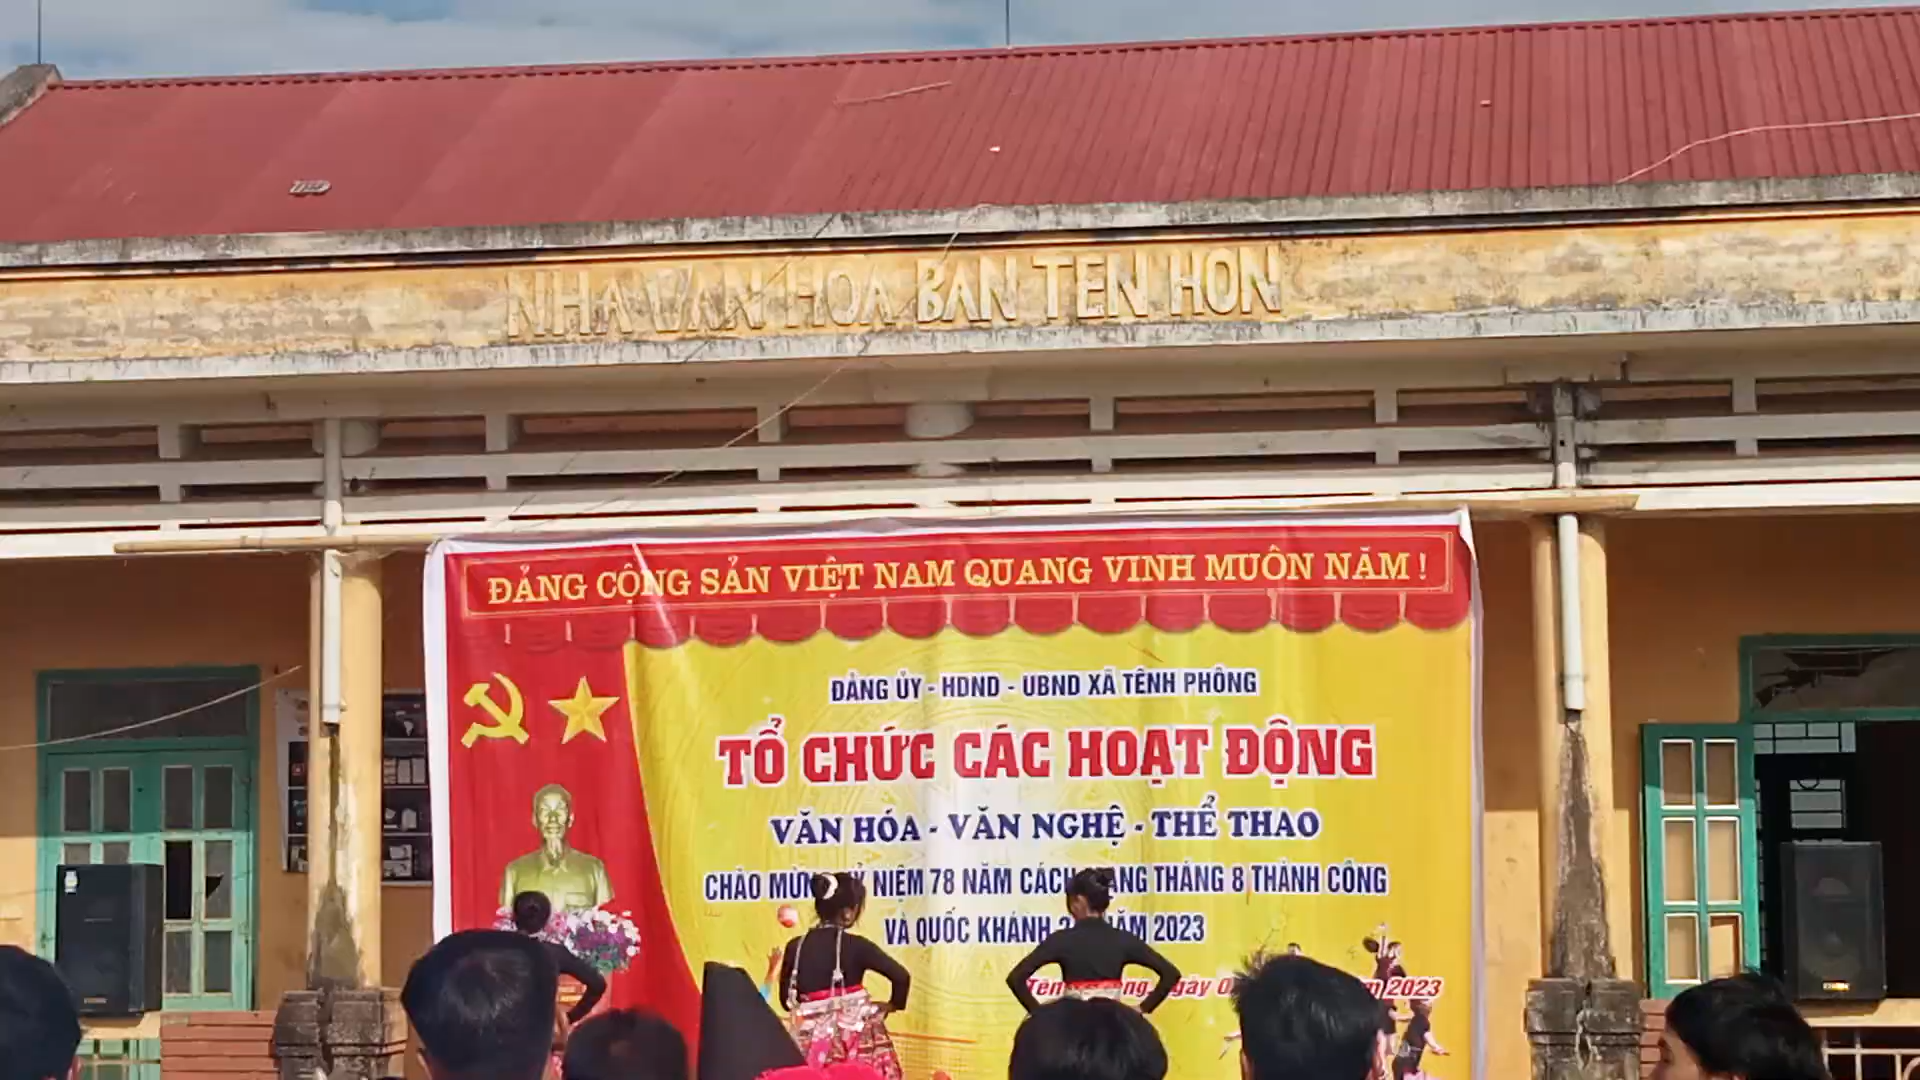 NHA VAN HOA BAN TEN HON
ĐẢNG CỘNG SẢN VIỆT NAM QUANG VINH MUÔN NĂM !
ĐẢNG ỦY - HDND - UBND XÃ TÊNH PHÔNG
TỔ CHỨC CÁC HOẠT ĐỘNG
VĂN HÓA - VĂN NGHỆ - THỂ THAO
CHÀO MỪNG NIỆM 78 NĂM CÁCH THÁNG 8 THÀNH CÔNG
VÀ QUỐC KHÁNH NĂM 2023
2023